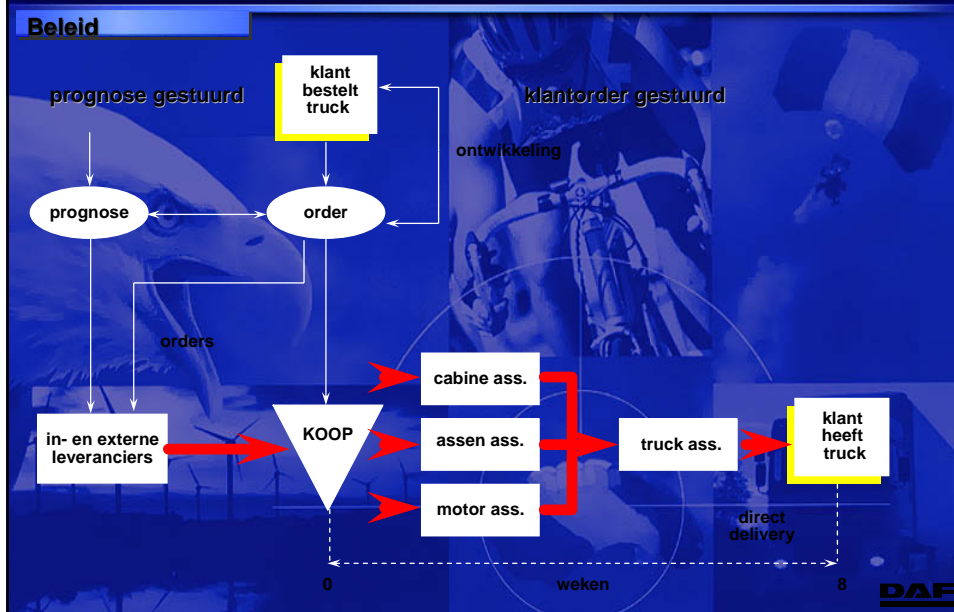 Beleid
prognose gestuurd
klant
bestelt
truck
klantorder gestuurd
ontwikkeling
prognose
order
orders
in- en externe
leveranciers
KOOP
cabine ass.
assen ass.
motor ass.
truck ass.
klant
heeft
truck
direct
delivery
0
weken
8
DAF